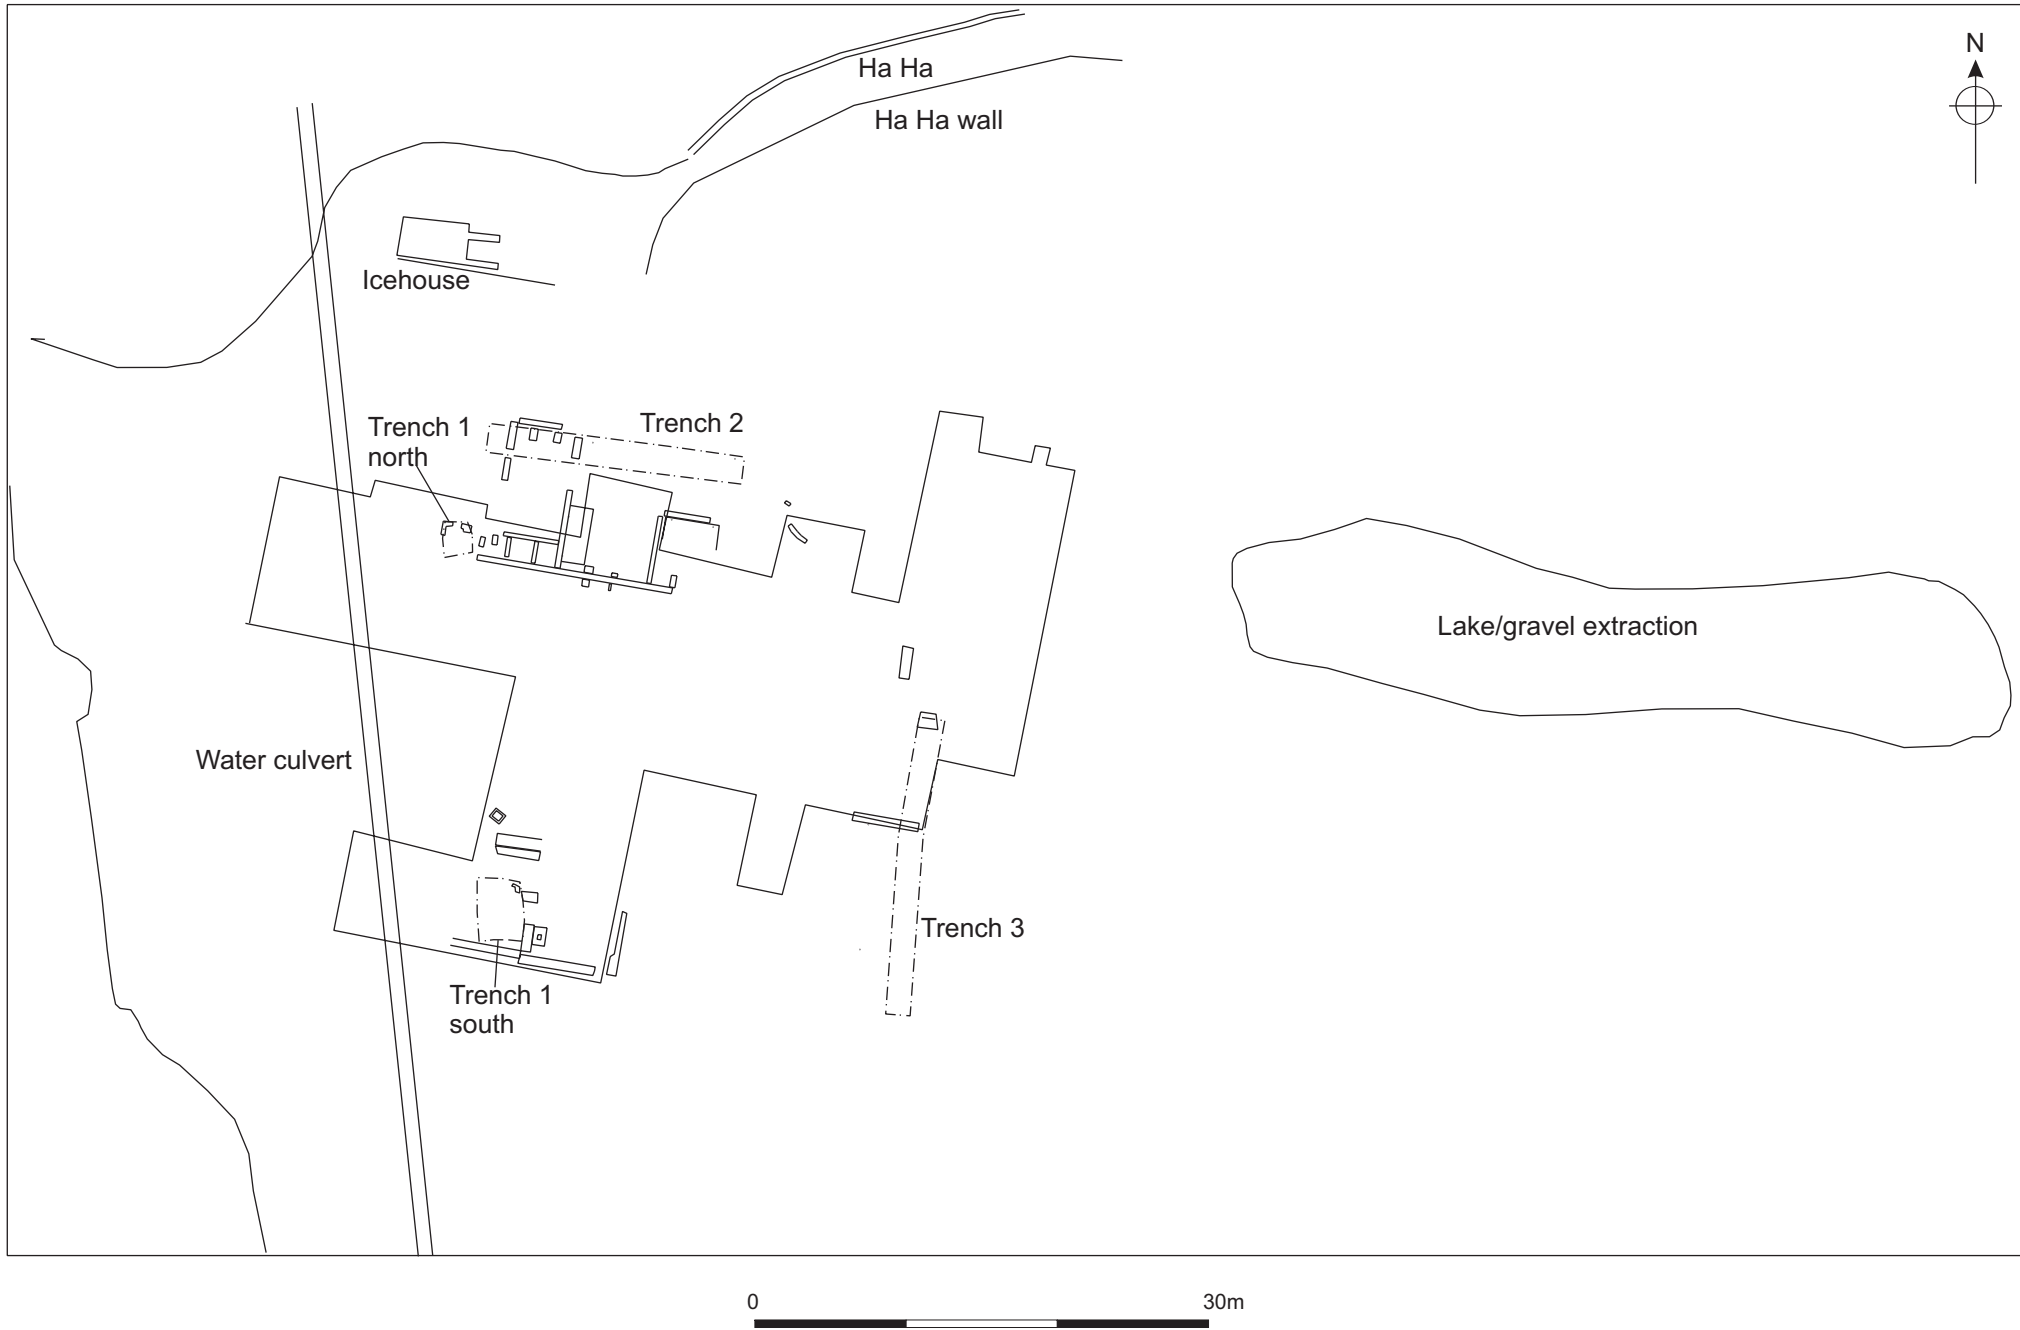 N
Ha Ha
Ha Ha wall
Icehouse
Trench 1
north
Trench 2
Lake/gravel extraction
Water culvert
Trench 3
Trench 1
south
0
30m